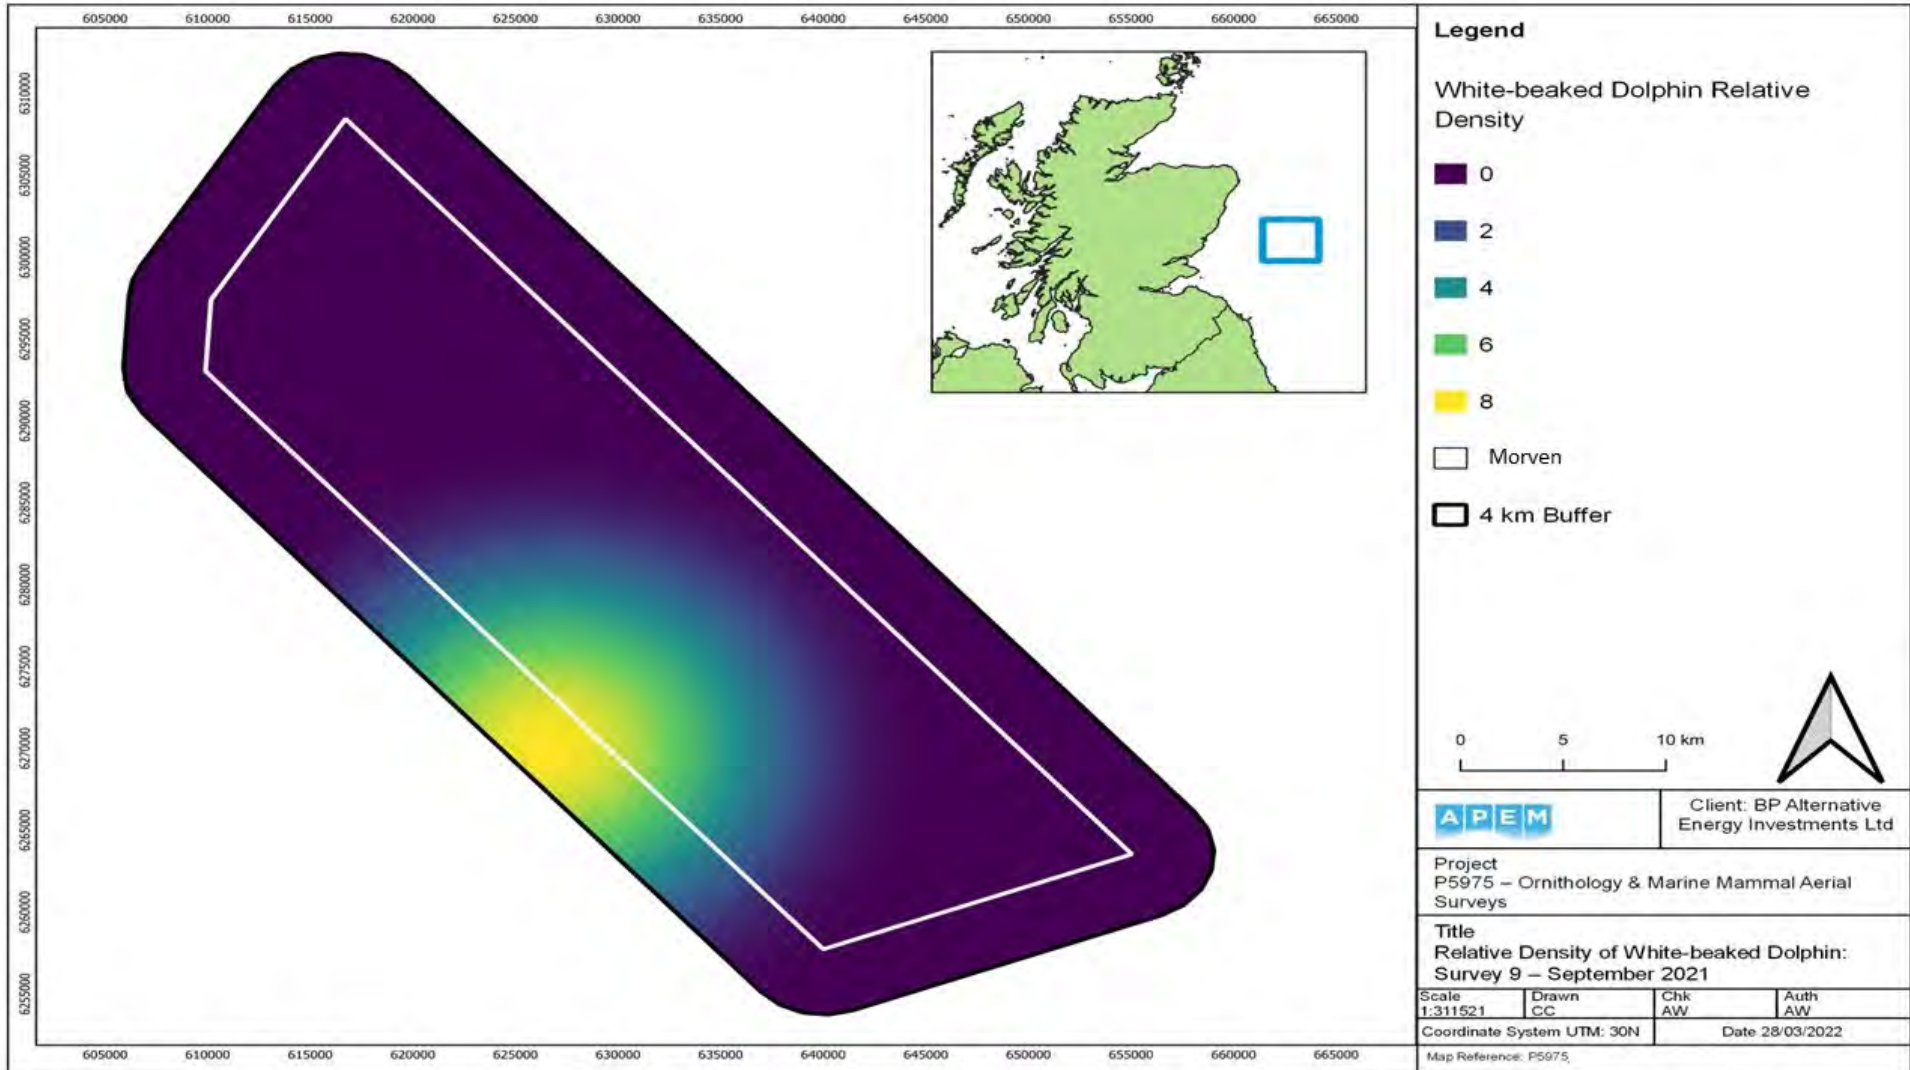 605000 610000 615000 620000 625000 630000 635000 640000 645000 650000 655000 660000 665000
6310000
6305000
6300000
6295000
6290000
6285000
6280000
6275000
6270000
6265000
6260000
6255000
605000 610000 615000 620000 625000 630000 635000 640000 645000 650000 655000 660000 665000
Legend
White-beaked Dolphin Relative
Density
0
2
4
6
8
Morven
4 km Buffer
0 5 10 km
APEM
Client: BP Alternative
Energy Investments Ltd
Project
P5975 – Ornithology & Marine Mammal Aerial
Surveys
Title
Relative Density of White-beaked Dolphin:
Survey 9 – September 2021
Scale Drawn Chk Auth
1:311521 CC AW AW
Coordinate System UTM: 30N Date 28/03/2022
Map Reference: P5975